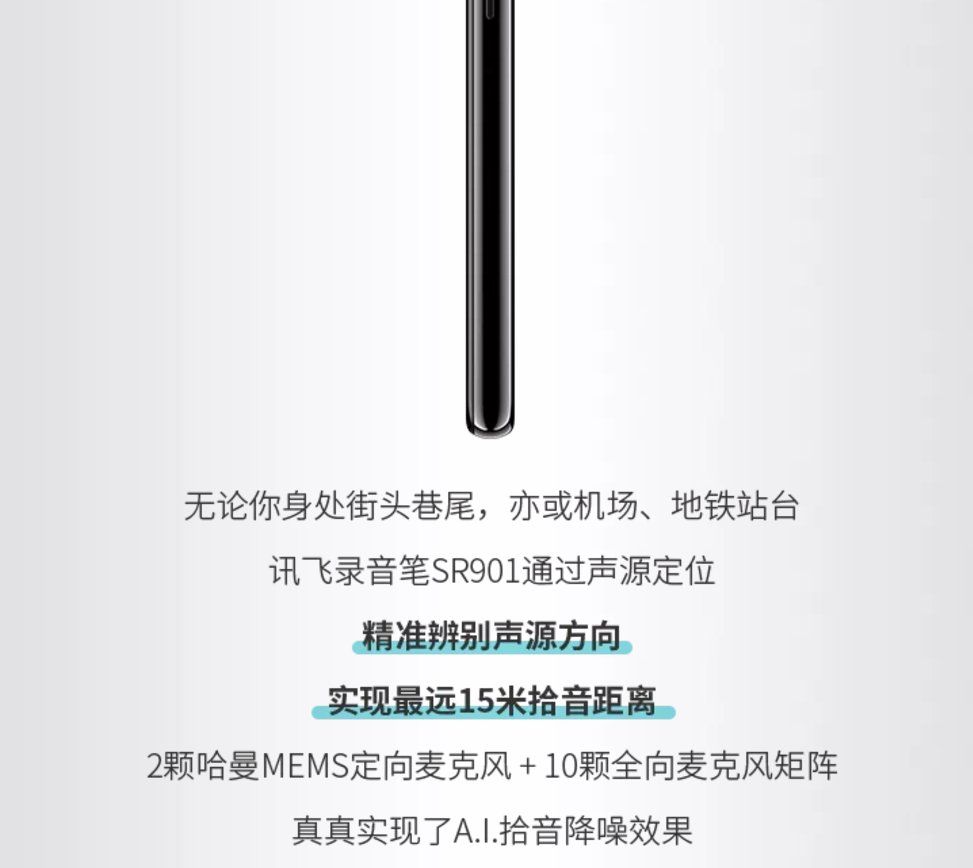 无论你身处街头巷尾，亦或机场、地铁站台
讯飞录音笔SR901通过声源定位
精准辨别声源方向
实现最远15米拾音距离
2颗哈曼MEMS定向麦克风 + 10颗全向麦克风矩阵
真真实现了A.I.拾音降噪效果